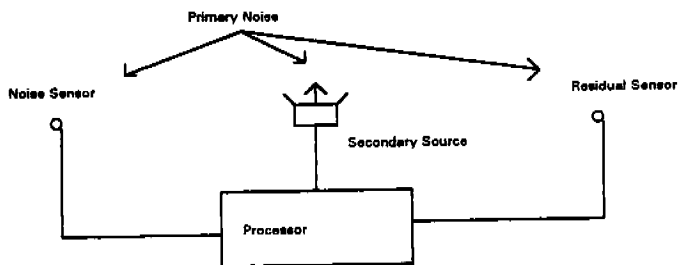 Primary Noise
Noise Sensor
Residual Sensor
Secondary Source
Processor